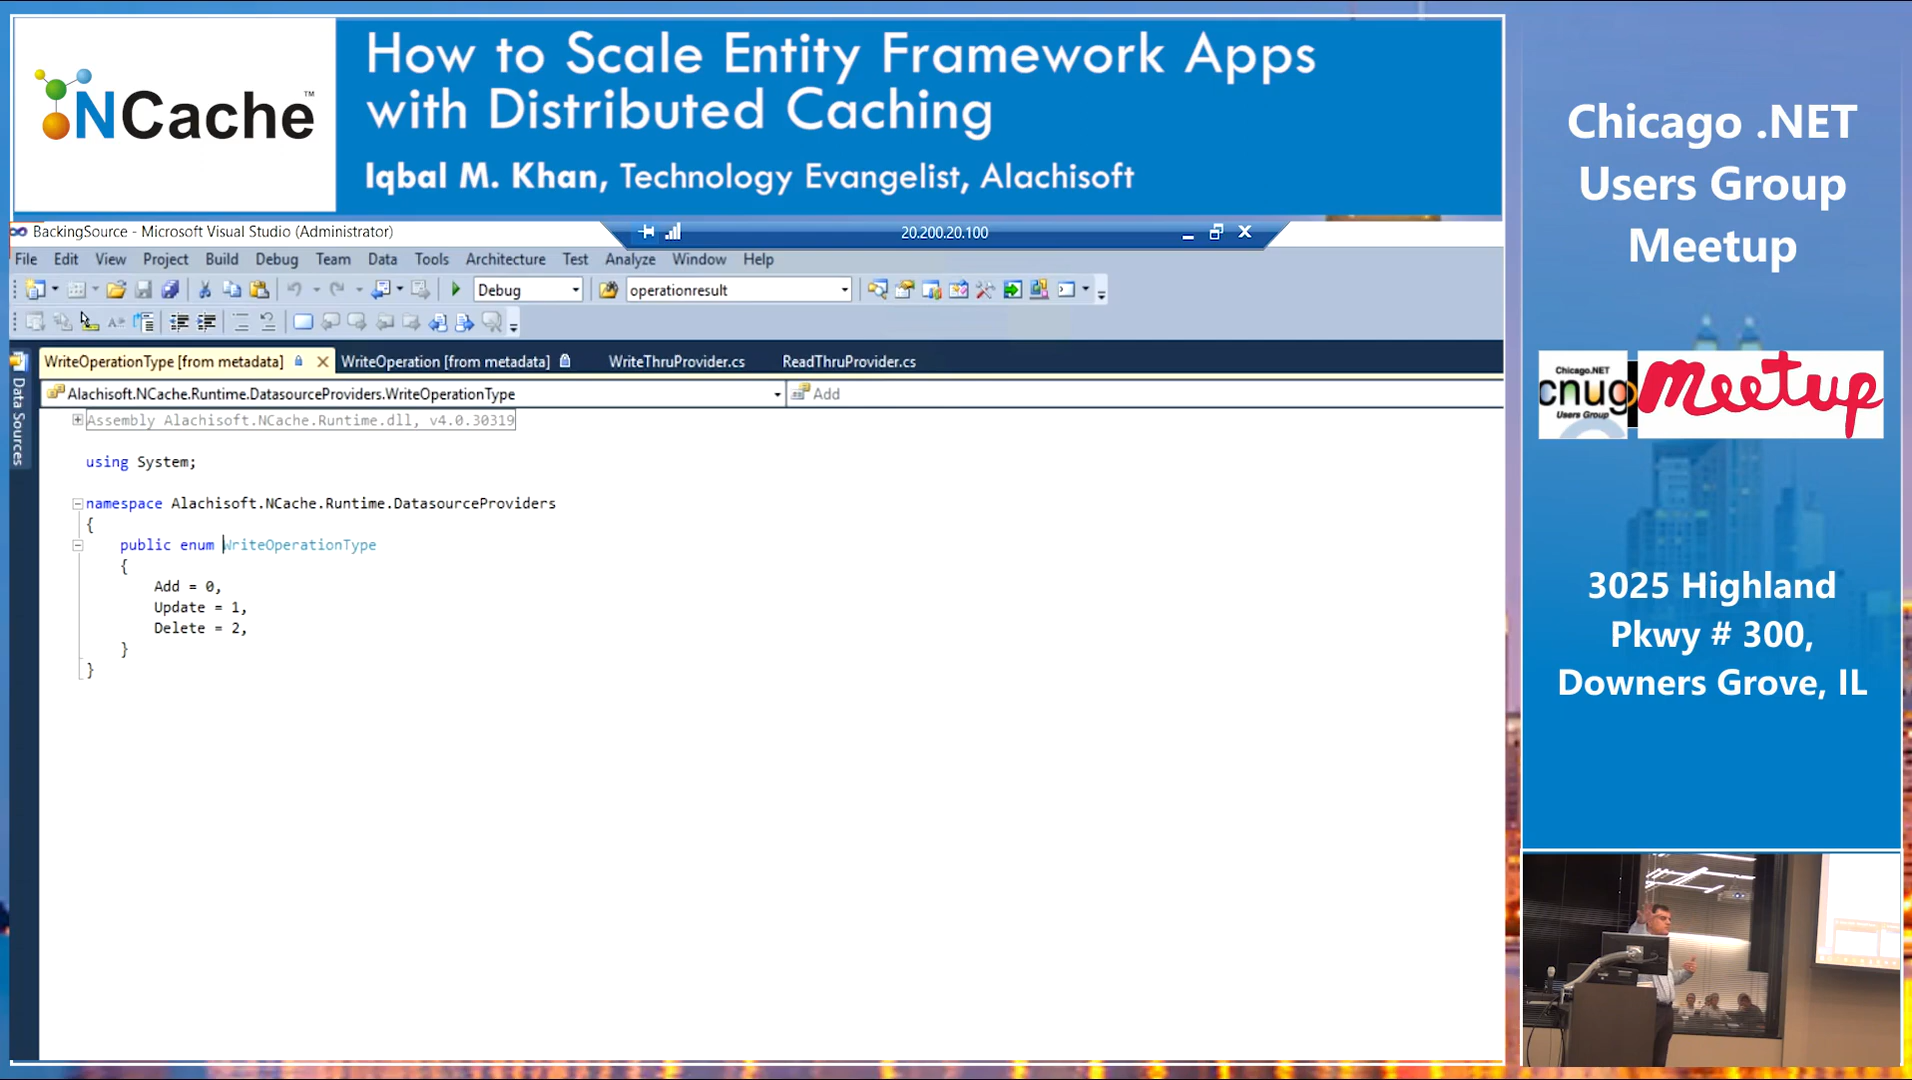 NCache™
How to Scale Entity Framework Apps
with Distributed Caching
Iqbal M. Khan, Technology Evangelist, Alachisoft
BackingSource - Microsoft Visual Studio (Administrator)
20.200.20.100
File Edit View Project Build Debug Team Data Tools Architecture Test Analyze Window Help
Debug operationresult
WriteOperationType [from metadata] WriteOperation [from metadata] WriteThruProvider.cs ReadThruProvider.cs
Alachisoft.NCache.Runtime.DatasourceProviders.WriteOperationType Add
Data Sources
Assembly Alachisoft.NCache.Runtime.dll, v4.0.30319
using System;
namespace Alachisoft.NCache.Runtime.DatasourceProviders
{
public enum WriteOperationType
{
Add = 0,
Update = 1,
Delete = 2,
}
}
Chicago .NET
Users Group
Meetup
Chicago.NET
cnug
Users Group
Meetup
3025 Highland
Pkwy # 300,
Downers Grove, IL